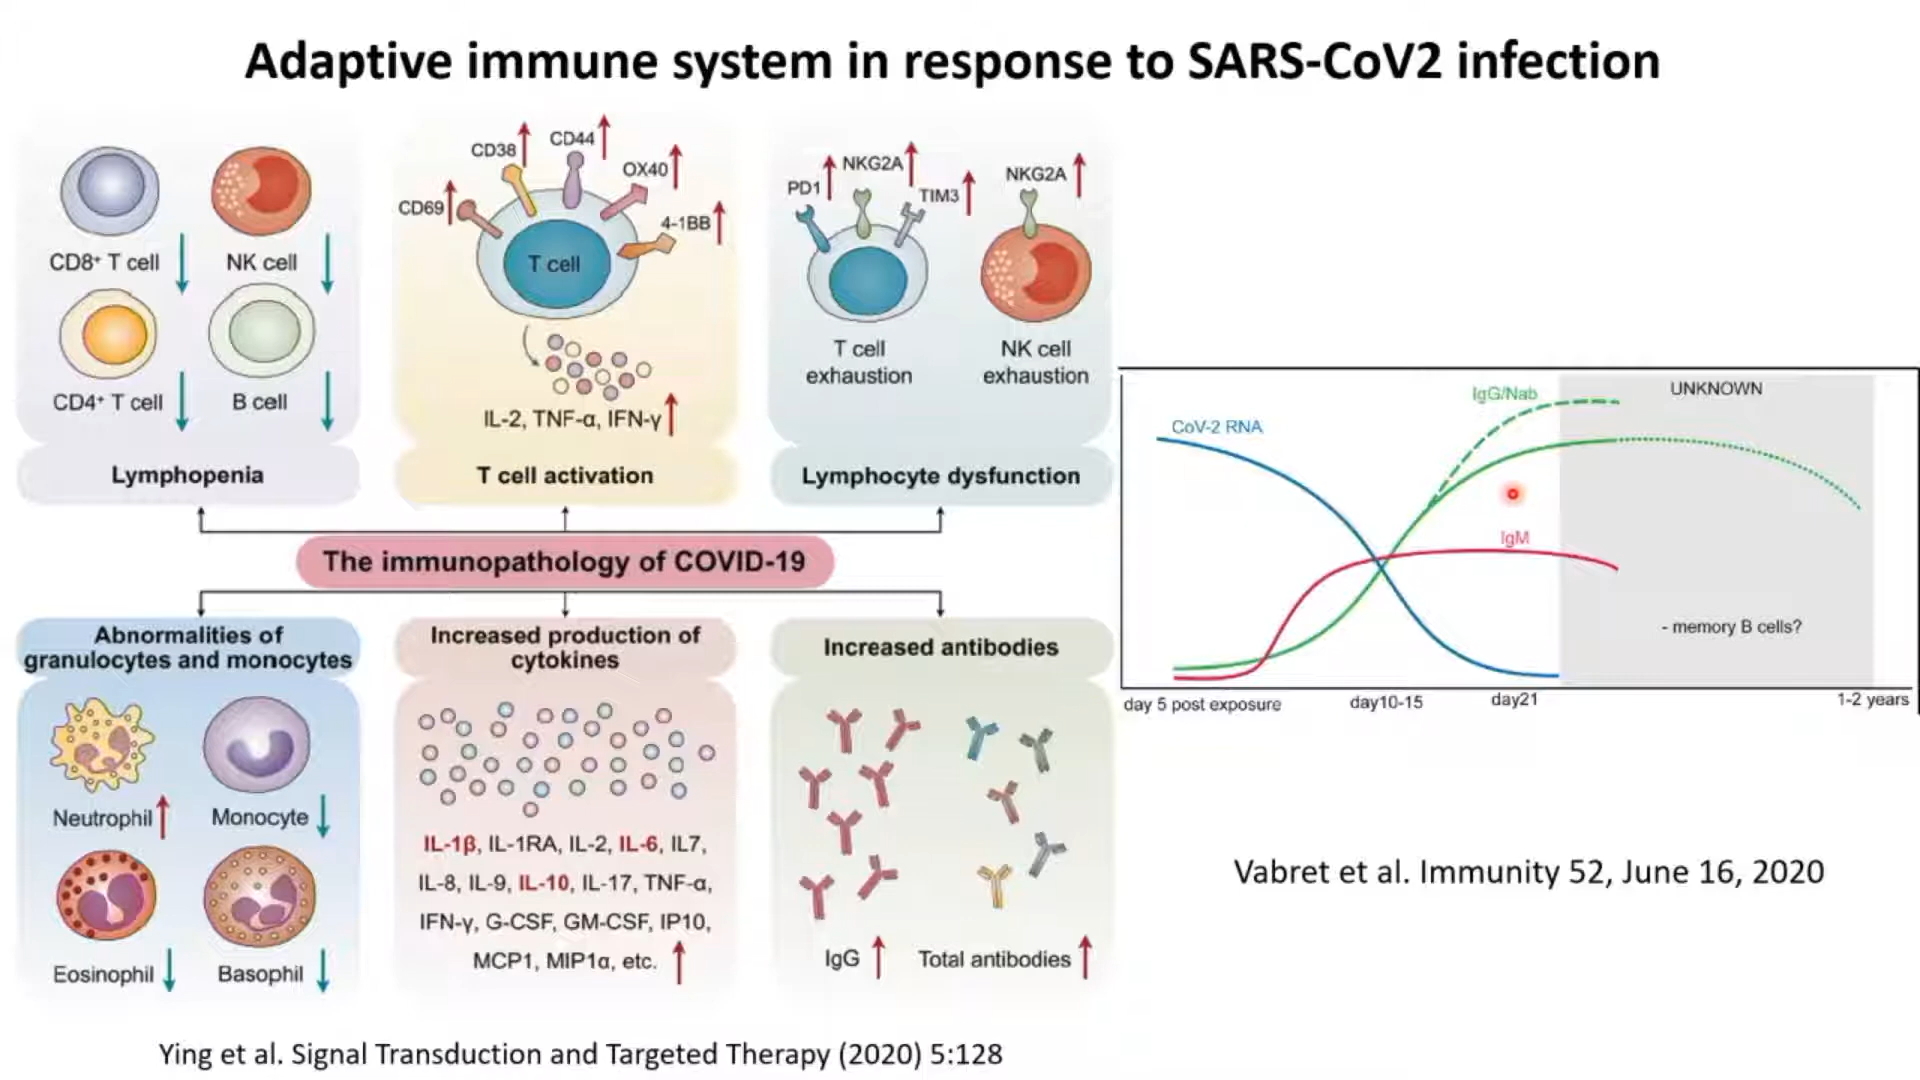 Adaptive immune system in response to SARS-CoV2 infection
CD8⁺ T cell
NK cell
CD4⁺ T cell
B cell
Lymphopenia
CD69
CD38
CD44
OX40
4-1BB
T cell
IL-2, TNF-α, IFN-γ
T cell activation
PD1
NKG2A
TIM3
NKG2A
T cell
exhaustion
NK cell
exhaustion
Lymphocyte dysfunction
The immunopathology of COVID-19
Abnormalities of
granulocytes and monocytes
Neutrophil
Monocyte
Eosinophil
Basophil
Increased production of
cytokines
IL-1β, IL-1RA, IL-2, IL-6, IL7,
IL-8, IL-9, IL-10, IL-17, TNF-α,
IFN-γ, G-CSF, GM-CSF, IP10,
MCP1, MIP1α, etc.
Increased antibodies
IgG
Total antibodies
CoV-2 RNA
IgG/Nab
UNKNOWN
IgM
- memory B cells?
day 5 post exposure
day10-15
day21
1-2 years
Vabret et al. Immunity 52, June 16, 2020
Ying et al. Signal Transduction and Targeted Therapy (2020) 5:128